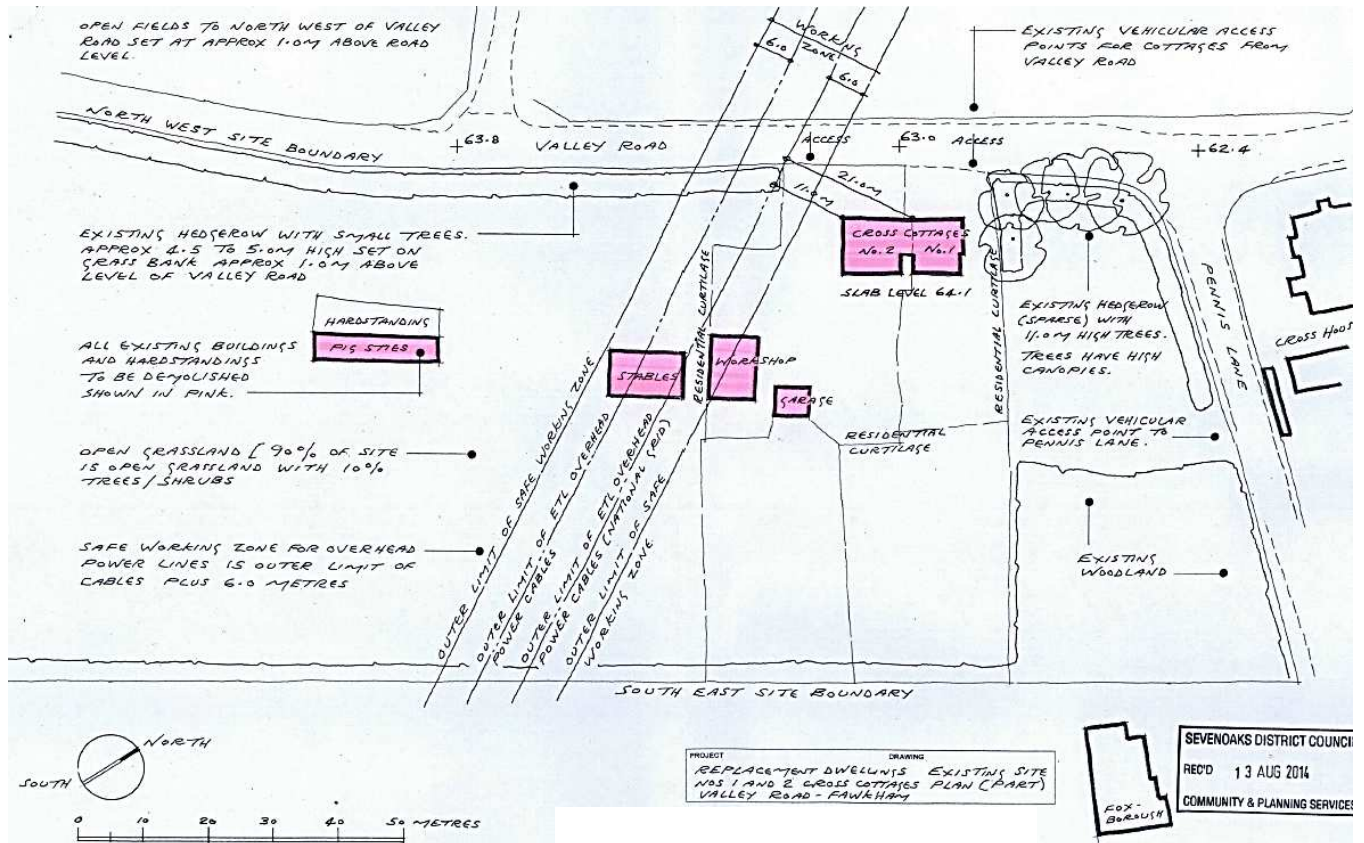 OPEN FIELDS TO NORTH WEST OF VALLEY
ROAD SET AT APPROX 1.0M ABOVE ROAD
LEVEL.
WORKING
ZONE
6.0
6.0
EXISTING VEHICULAR ACCESS
POINTS FOR COTTAGES FROM
VALLEY ROAD
NORTH WEST SITE BOUNDARY
63.8
VALLEY ROAD
ACCESS
63.0
ACCESS
62.4
21.0M
11.0M
EXISTING HEDGEROW WITH SMALL TREES.
APPROX 4.5 TO 5.0M HIGH SET ON
GRASS BANK APPROX 1.0M ABOVE
LEVEL OF VALLEY ROAD
CROSS COTTAGES
No.2 No.1
SLAB LEVEL 64.1
RESIDENTIAL CURTILAGE
RESIDENTIAL CURTILAGE
EXISTING HEDGEROW
(SPARSE) WITH
11.0M HIGH TREES.
TREES HAVE HIGH
CANOPIES.
PENNIS LANE
CROSS HOUS
HARDSTANDING
PIG STIES
ALL EXISTING BUILDINGS
AND HARDSTANDINGS
TO BE DEMOLISHED
SHOWN IN PINK.
STABLES
WORKSHOP
GARAGE
RESIDENTIAL
CURTILAGE
EXISTING VEHICULAR
ACCESS POINT TO
PENNIS LANE.
OPEN GRASSLAND [ 90% OF SITE
IS OPEN GRASSLAND WITH 10%
TREES/SHRUBS
SAFE WORKING ZONE FOR OVERHEAD
POWER LINES IS OUTER LIMIT OF
CABLES PLUS 6.0 METRES
OUTER LIMIT OF SAFE WORKING ZONE
OUTER LIMIT OF ETL OVERHEAD
POWER CABLES
OUTER LIMIT OF ETL OVERHEAD
POWER CABLES (NATIONAL GRID)
OUTER LIMIT OF SAFE
WORKING ZONE
EXISTING
WOODLAND
SOUTH EAST SITE BOUNDARY
NORTH
SOUTH
0 10 20 30 40 50 METRES
PROJECT DRAWING
REPLACEMENT DWELLINGS EXISTING SITE
NOS 1 AND 2 CROSS COTTAGES PLAN (PART)
VALLEY ROAD - FAWKHAM
FOX-
BOROUGH
SEVENOAKS DISTRICT COUNCIL
REC'D 13 AUG 2014
COMMUNITY & PLANNING SERVICES